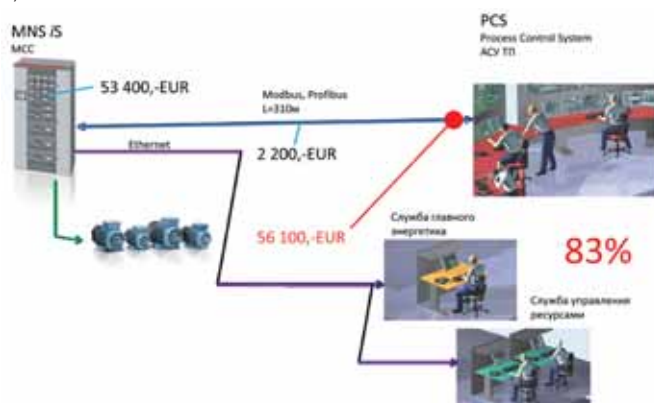 MNS iS
MCC
53 400,-EUR
Modbus, Profibus
L=310м
2 200,-EUR
Ethernet
56 100,-EUR
PCS
Process Control System
АСУ ТП
Служба главного
энергетика
83%
Служба управления
ресурсами